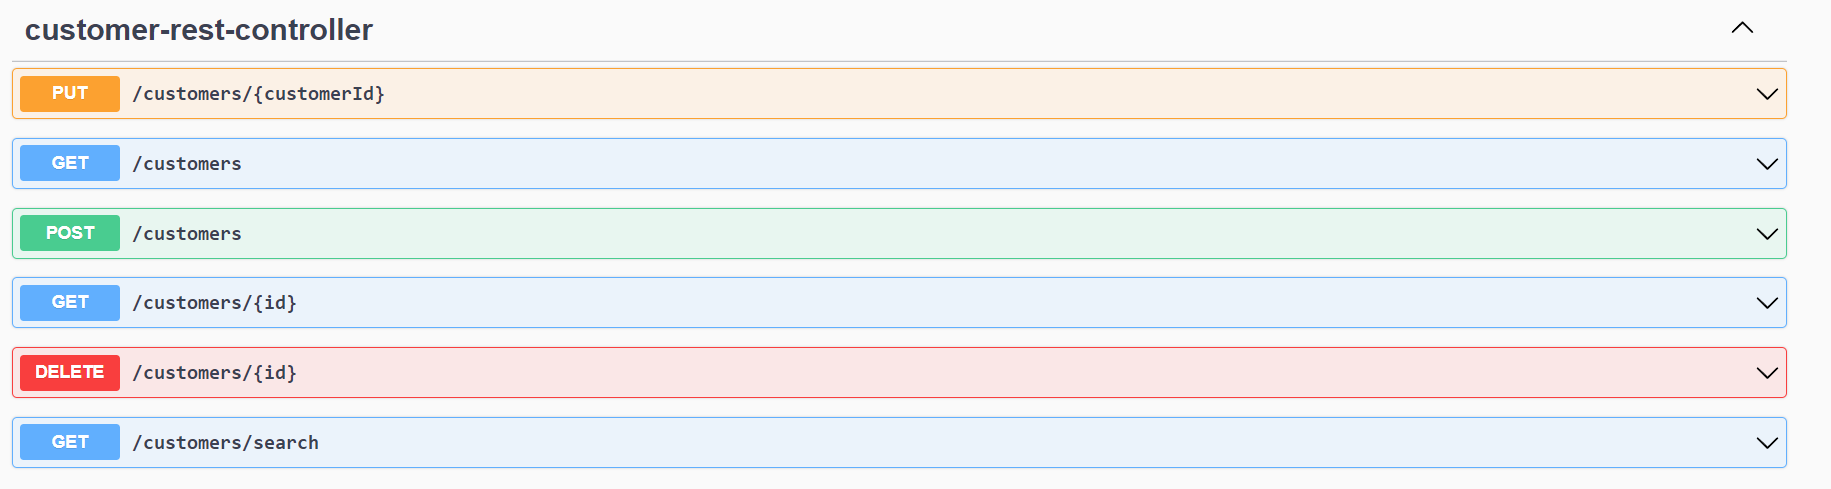 customer-rest-controller
PUT /customers/{customerId}
GET /customers
POST /customers
GET /customers/{id}
DELETE /customers/{id}
GET /customers/search